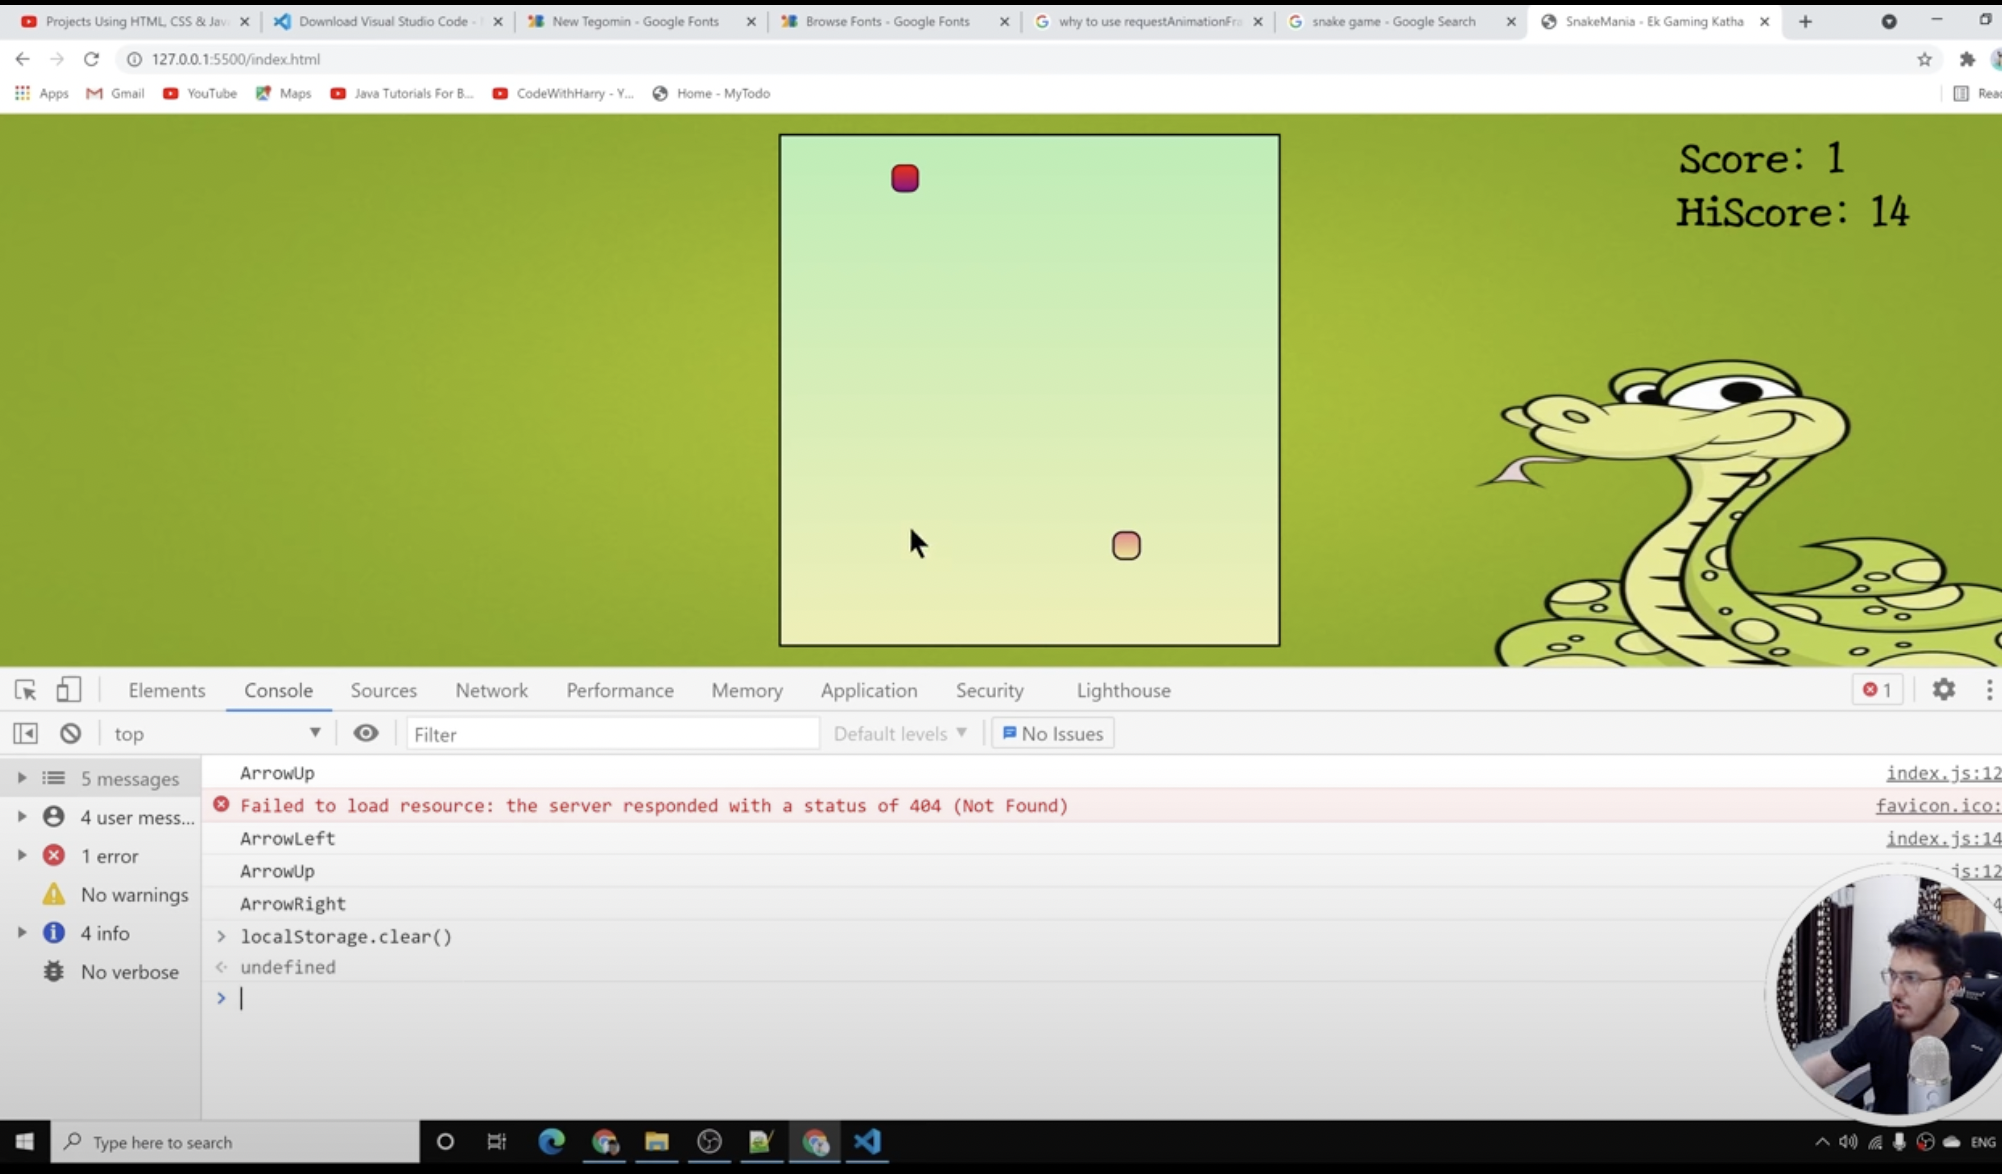 Projects Using HTML, CSS & Jav
Download Visual Studio Code -
New Tegomin - Google Fonts
Browse Fonts - Google Fonts
why to use requestAnimationFra
snake game - Google Search
SnakeMania - Ek Gaming Katha
127.0.0.1:5500/index.html
Apps
Gmail
YouTube
Maps
Java Tutorials For B...
CodeWithHarry - Y...
Home - MyTodo
Reac
Score: 1
HiScore: 14
Elements
Console
Sources
Network
Performance
Memory
Application
Security
Lighthouse
1
top
Filter
Default levels
No Issues
5 messages
4 user mess...
1 error
No warnings
4 info
No verbose
ArrowUp index.js:12
Failed to load resource: the server responded with a status of 404 (Not Found) favicon.ico:
ArrowLeft index.js:14
ArrowUp js:12
ArrowRight 4
> localStorage.clear()
undefined
>
Type here to search
ENG